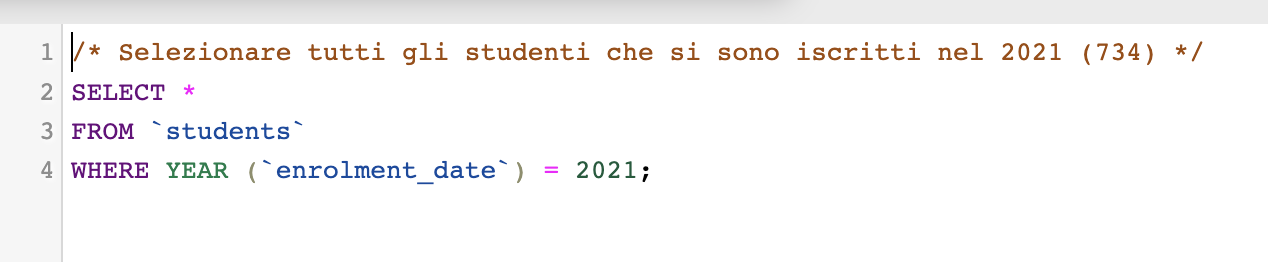 1 /* Selezionare tutti gli studenti che si sono iscritti nel 2021 (734) */
2 SELECT *
3 FROM `students`
4 WHERE YEAR (`enrolment_date`) = 2021;